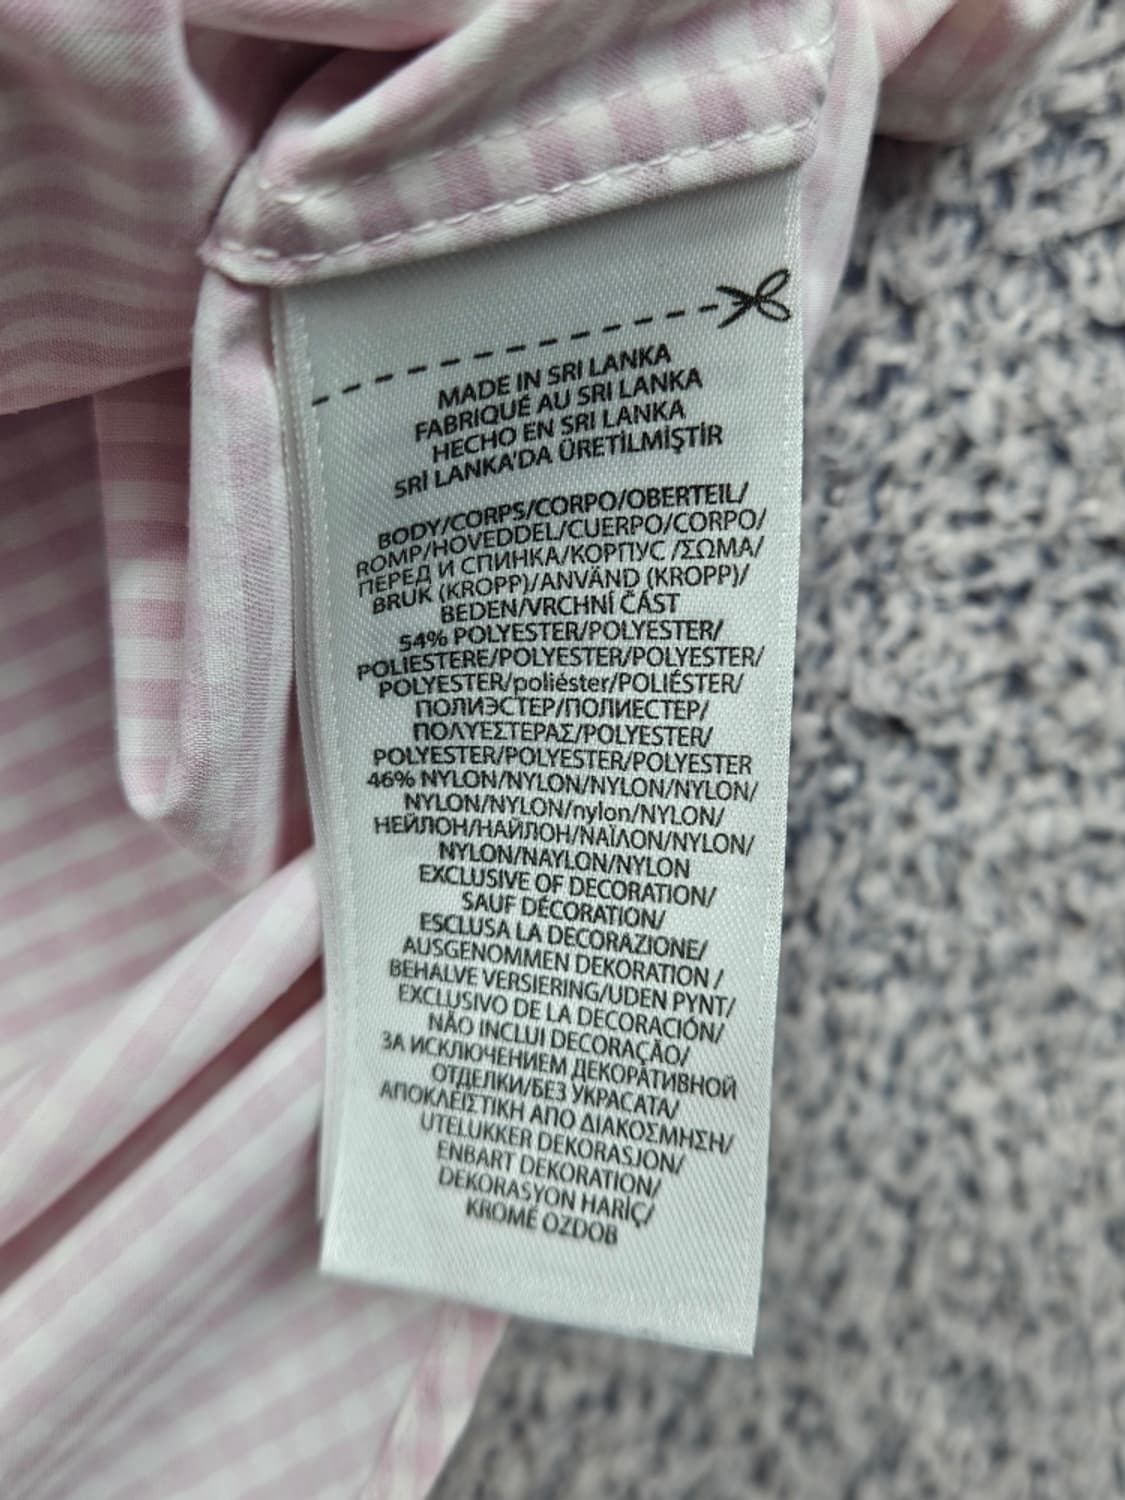 MADE IN SRI LANKA
FABRIQUÉ AU SRI LANKA
HECHO EN SRI LANKA
SRİ LANKA'DA ÜRETİLMİŞTİR
BODY/CORPS/CORPO/OBERTEIL/
ROMP/HOVEDDEL/CUERPO/CORPO/
ПЕРЕД И СПИНКА/КОРПУС /ΣΩΜΑ/
BRUK (KROPP)/ANVÄND (KROPP)/
BEDEN/VRCHNÍ ČÁST
54% POLYESTER/POLYESTER/
POLIESTERE/POLYESTER/POLYESTER/
POLYESTER/poliéster/POLIÉSTER/
ПОЛИЭСТЕР/ПОЛИЕСТЕР/
ΠΟΛΥΕΣΤΕΡΑΣ/POLYESTER/
POLYESTER/POLYESTER/POLYESTER
46% NYLON/NYLON/NYLON/NYLON/
NYLON/NYLON/nylon/NYLON/
НЕЙЛОН/НАЙЛОН/ΝΑΪΛΟΝ/NYLON/
NYLON/NAYLON/NYLON
EXCLUSIVE OF DECORATION/
SAUF DÉCORATION/
ESCLUSA LA DECORAZIONE/
AUSGENOMMEN DEKORATION /
BEHALVE VERSIERING/UDEN PYNT/
EXCLUSIVO DE LA DECORACIÓN/
NÃO INCLUI DECORAÇÃO/
ЗА ИСКЛЮЧЕНИЕМ ДЕКОРАТИВНОЙ
ОТДЕЛКИ/БЕЗ УКРАСАТА/
ΑΠΟΚΛΕΙΣΤΙΚΗ ΑΠΟ ΔΙΑΚΟΣΜΗΣΗ/
UTELUKKER DEKORASJON/
ENBART DEKORATION/
DEKORASYON HARİÇ/
KROMĚ OZDOB